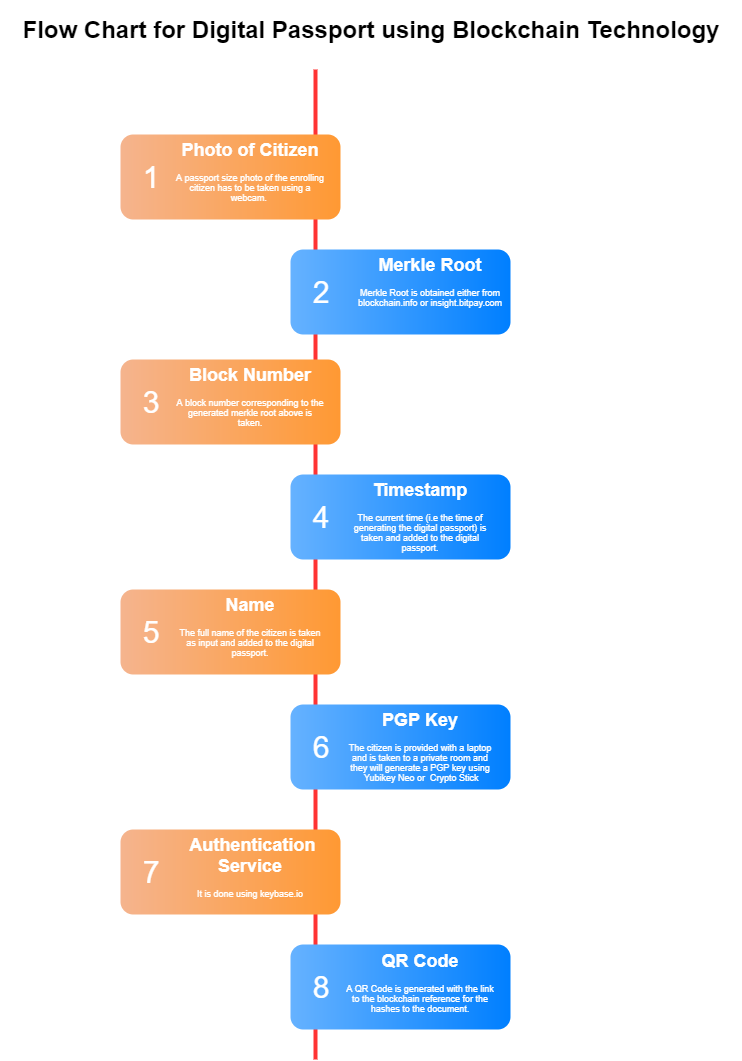 Flow Chart for Digital Passport using Blockchain Technology
1
Photo of Citizen
A passport size photo of the enrolling
citizen has to be taken using a
webcam.
2
Merkle Root
Merkle Root is obtained either from
blockchain.info or insight.bitpay.com
3
Block Number
A block number corresponding to the
generated merkle root above is
taken.
4
Timestamp
The current time (i.e the time of
generating the digital passport) is
taken and added to the digital
passport.
5
Name
The full name of the citizen is taken
as input and added to the digital
passport.
6
PGP Key
The citizen is provided with a laptop
and is taken to a private room and
they will generate a PGP key using
Yubikey Neo or  Crypto Stick
7
Authentication
Service
It is done using keybase.io
8
QR Code
A QR Code is generated with the link
to the blockchain reference for the
hashes to the document.